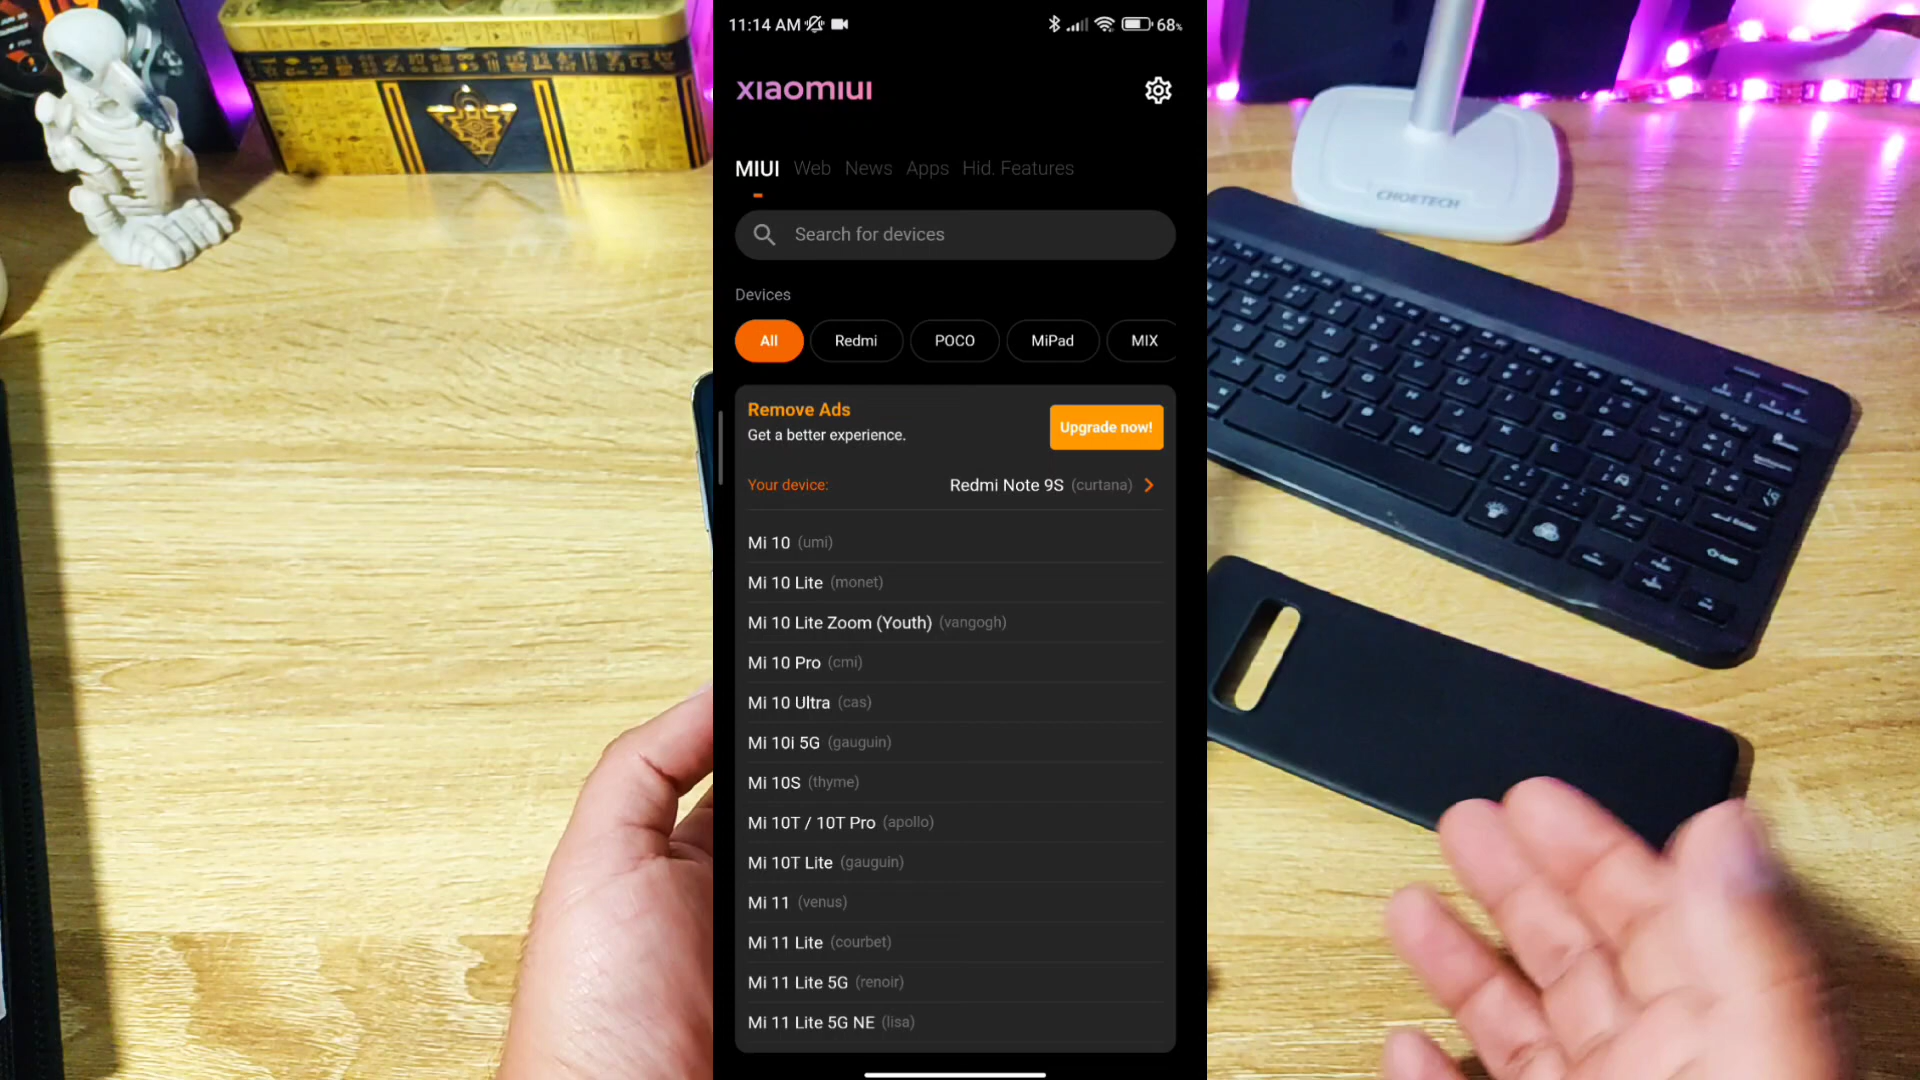 11:14 AM
68%
xiaomiui
MIUI Web News Apps Hid. Features
Search for devices
Devices
All Redmi POCO MiPad MIX
Remove Ads
Get a better experience.
Upgrade now!
Your device: Redmi Note 9S (curtana)
Mi 10 (umi)
Mi 10 Lite (monet)
Mi 10 Lite Zoom (Youth) (vangogh)
Mi 10 Pro (cmi)
Mi 10 Ultra (cas)
Mi 10i 5G (gauguin)
Mi 10S (thyme)
Mi 10T / 10T Pro (apollo)
Mi 10T Lite (gauguin)
Mi 11 (venus)
Mi 11 Lite (courbet)
Mi 11 Lite 5G (renoir)
Mi 11 Lite 5G NE (lisa)
CHOETECH